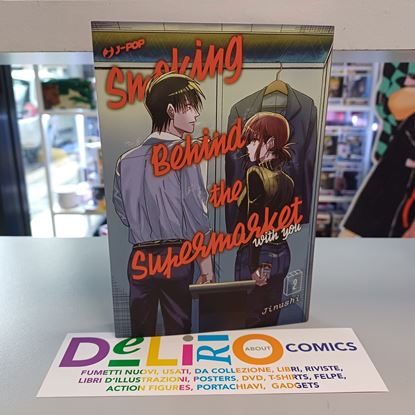 J-POP
Smoking
Behind
the
Supermarket
with you
2
Jinushi
DeLiRiO ABOUT COMICS
FUMETTI NUOVI, USATI, DA COLLEZIONE, LIBRI, RIVISTE,
LIBRI D'ILLUSTRAZIONI, POSTERS, DVD, T-SHIRTS, FELPE,
ACTION FIGURES, PORTACHIAVI, GADGETS